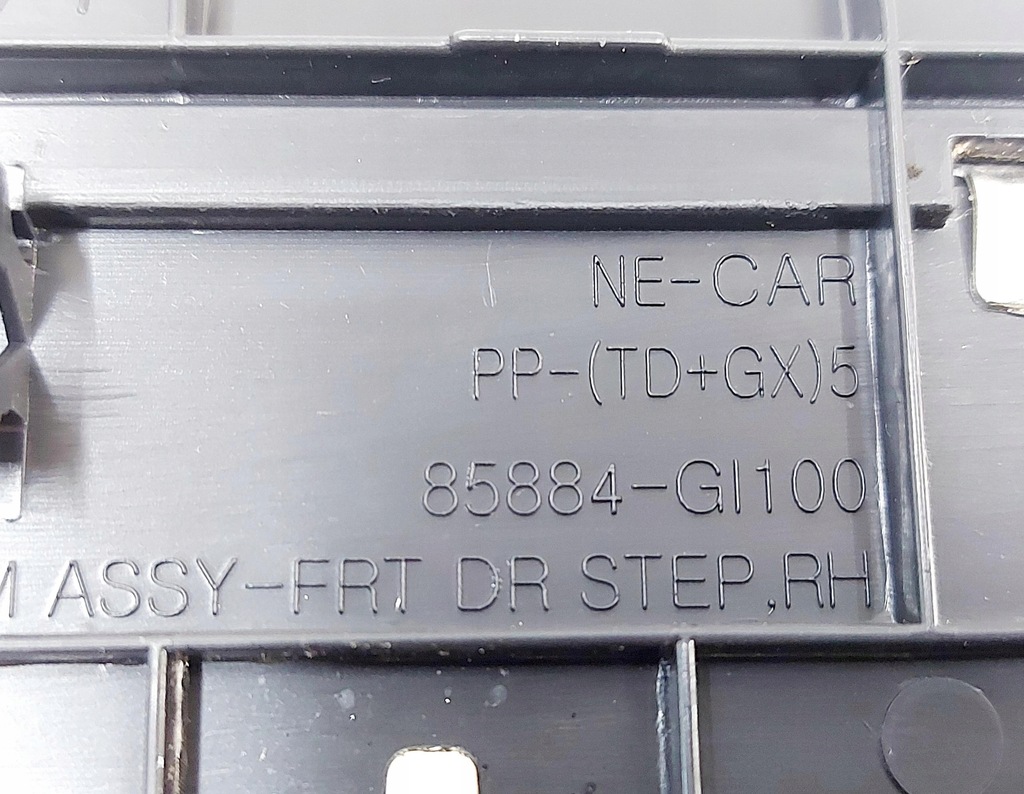 NE-CAR
PP-(TD+GX)5
85884-GI100
ASSY-FRT DR STEP,RH